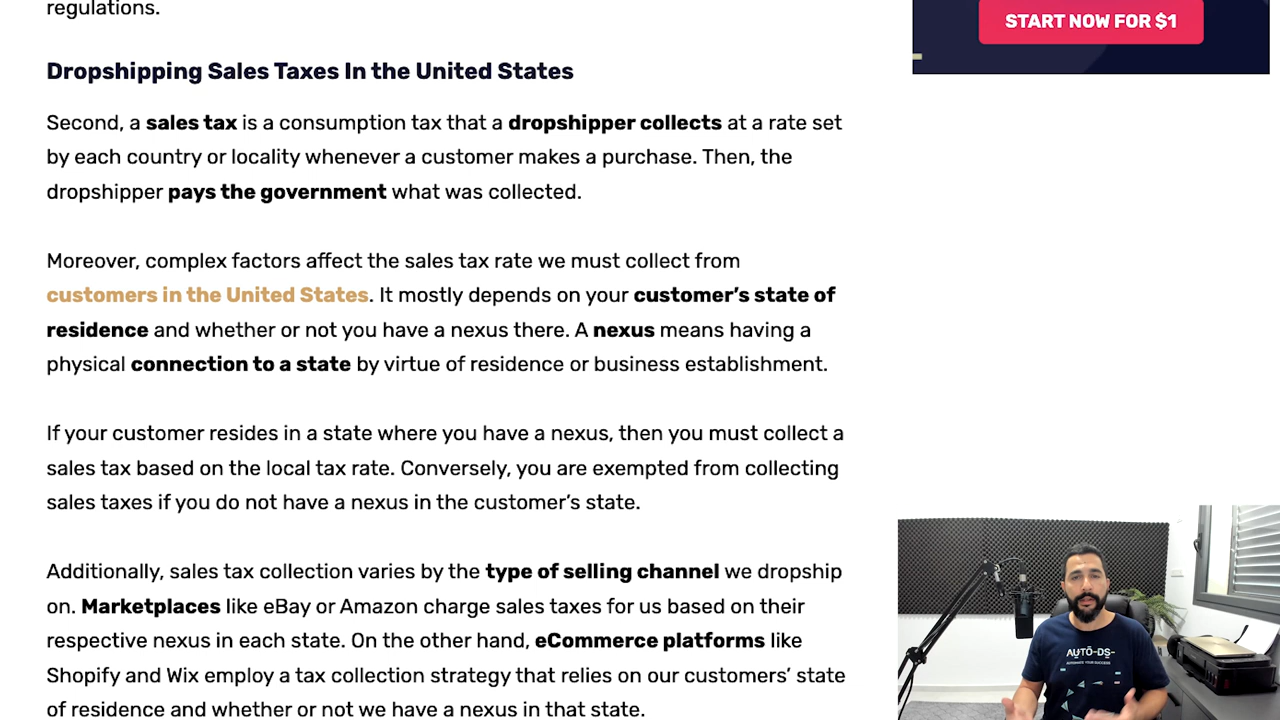 regulations.
START NOW FOR $1
Dropshipping Sales Taxes In the United States
Second, a sales tax is a consumption tax that a dropshipper collects at a rate set
by each country or locality whenever a customer makes a purchase. Then, the
dropshipper pays the government what was collected.
Moreover, complex factors affect the sales tax rate we must collect from
customers in the United States. It mostly depends on your customer’s state of
residence and whether or not you have a nexus there. A nexus means having a
physical connection to a state by virtue of residence or business establishment.
If your customer resides in a state where you have a nexus, then you must collect a
sales tax based on the local tax rate. Conversely, you are exempted from collecting
sales taxes if you do not have a nexus in the customer’s state.
Additionally, sales tax collection varies by the type of selling channel we dropship
on. Marketplaces like eBay or Amazon charge sales taxes for us based on their
respective nexus in each state. On the other hand, eCommerce platforms like
Shopify and Wix employ a tax collection strategy that relies on our customers’ state
of residence and whether or not we have a nexus in that state.
AUTO-DS-
AUTOMATE YOUR SUCCESS